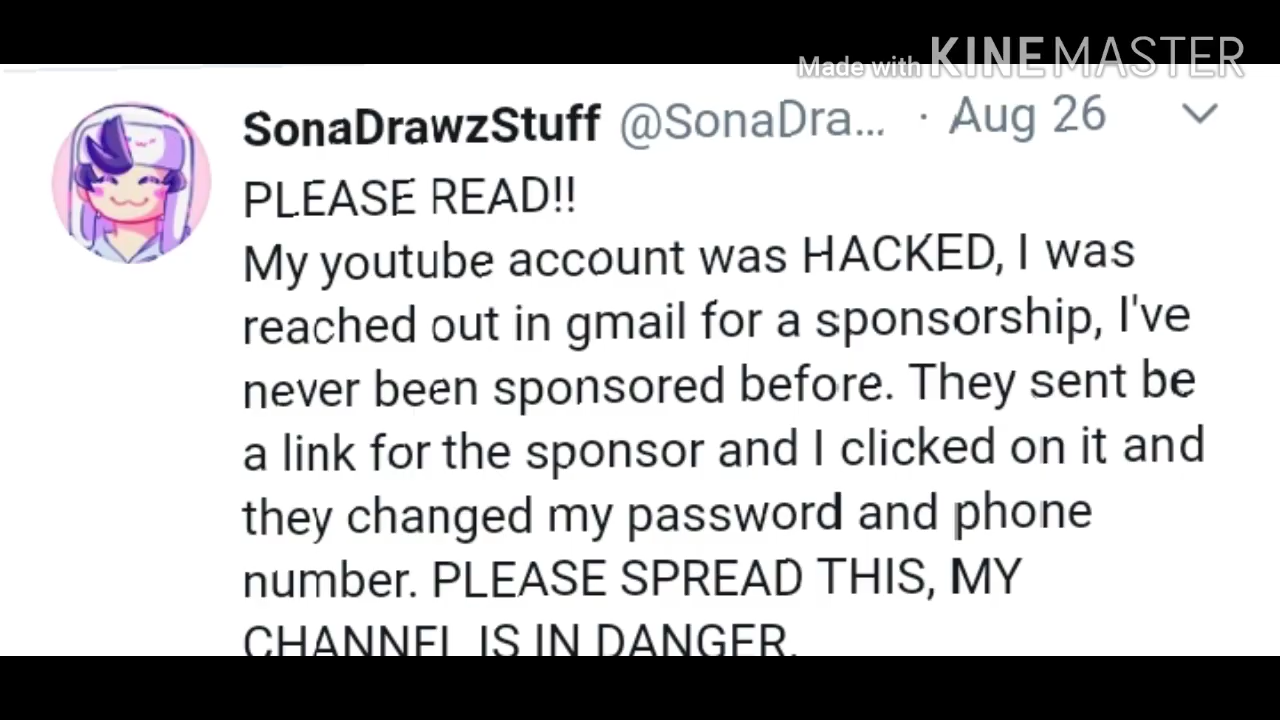 Made with KINEMASTER
SonaDrawzStuff @SonaDra... · Aug 26
PLEASE READ!!
My youtube account was HACKED, I was
reached out in gmail for a sponsorship, I've
never been sponsored before. They sent be
a link for the sponsor and I clicked on it and
they changed my password and phone
number. PLEASE SPREAD THIS, MY
CHANNEL IS IN DANGER.